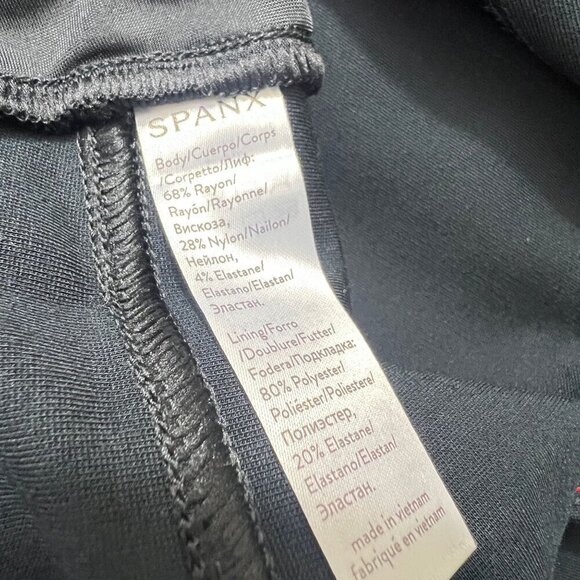 SPANX
Body/Cuerpo/Corps
/Corpetto/Лиф:
68% Rayon/
Rayón/Rayonne/
Вискоза,
28% Nylon/Nailon/
Нейлон,
4% Elastane/
Elastano/Elastan/
Эластан.
Lining/Forro
/Doublure/Futter/
Federa/Подкладка:
80% Polyester/
Poliéster/Poliestere/
Полиэстер,
20% Elastane/
Elastano/Elastan/
Эластан.
made in vietnam
fabriqué en vietnam